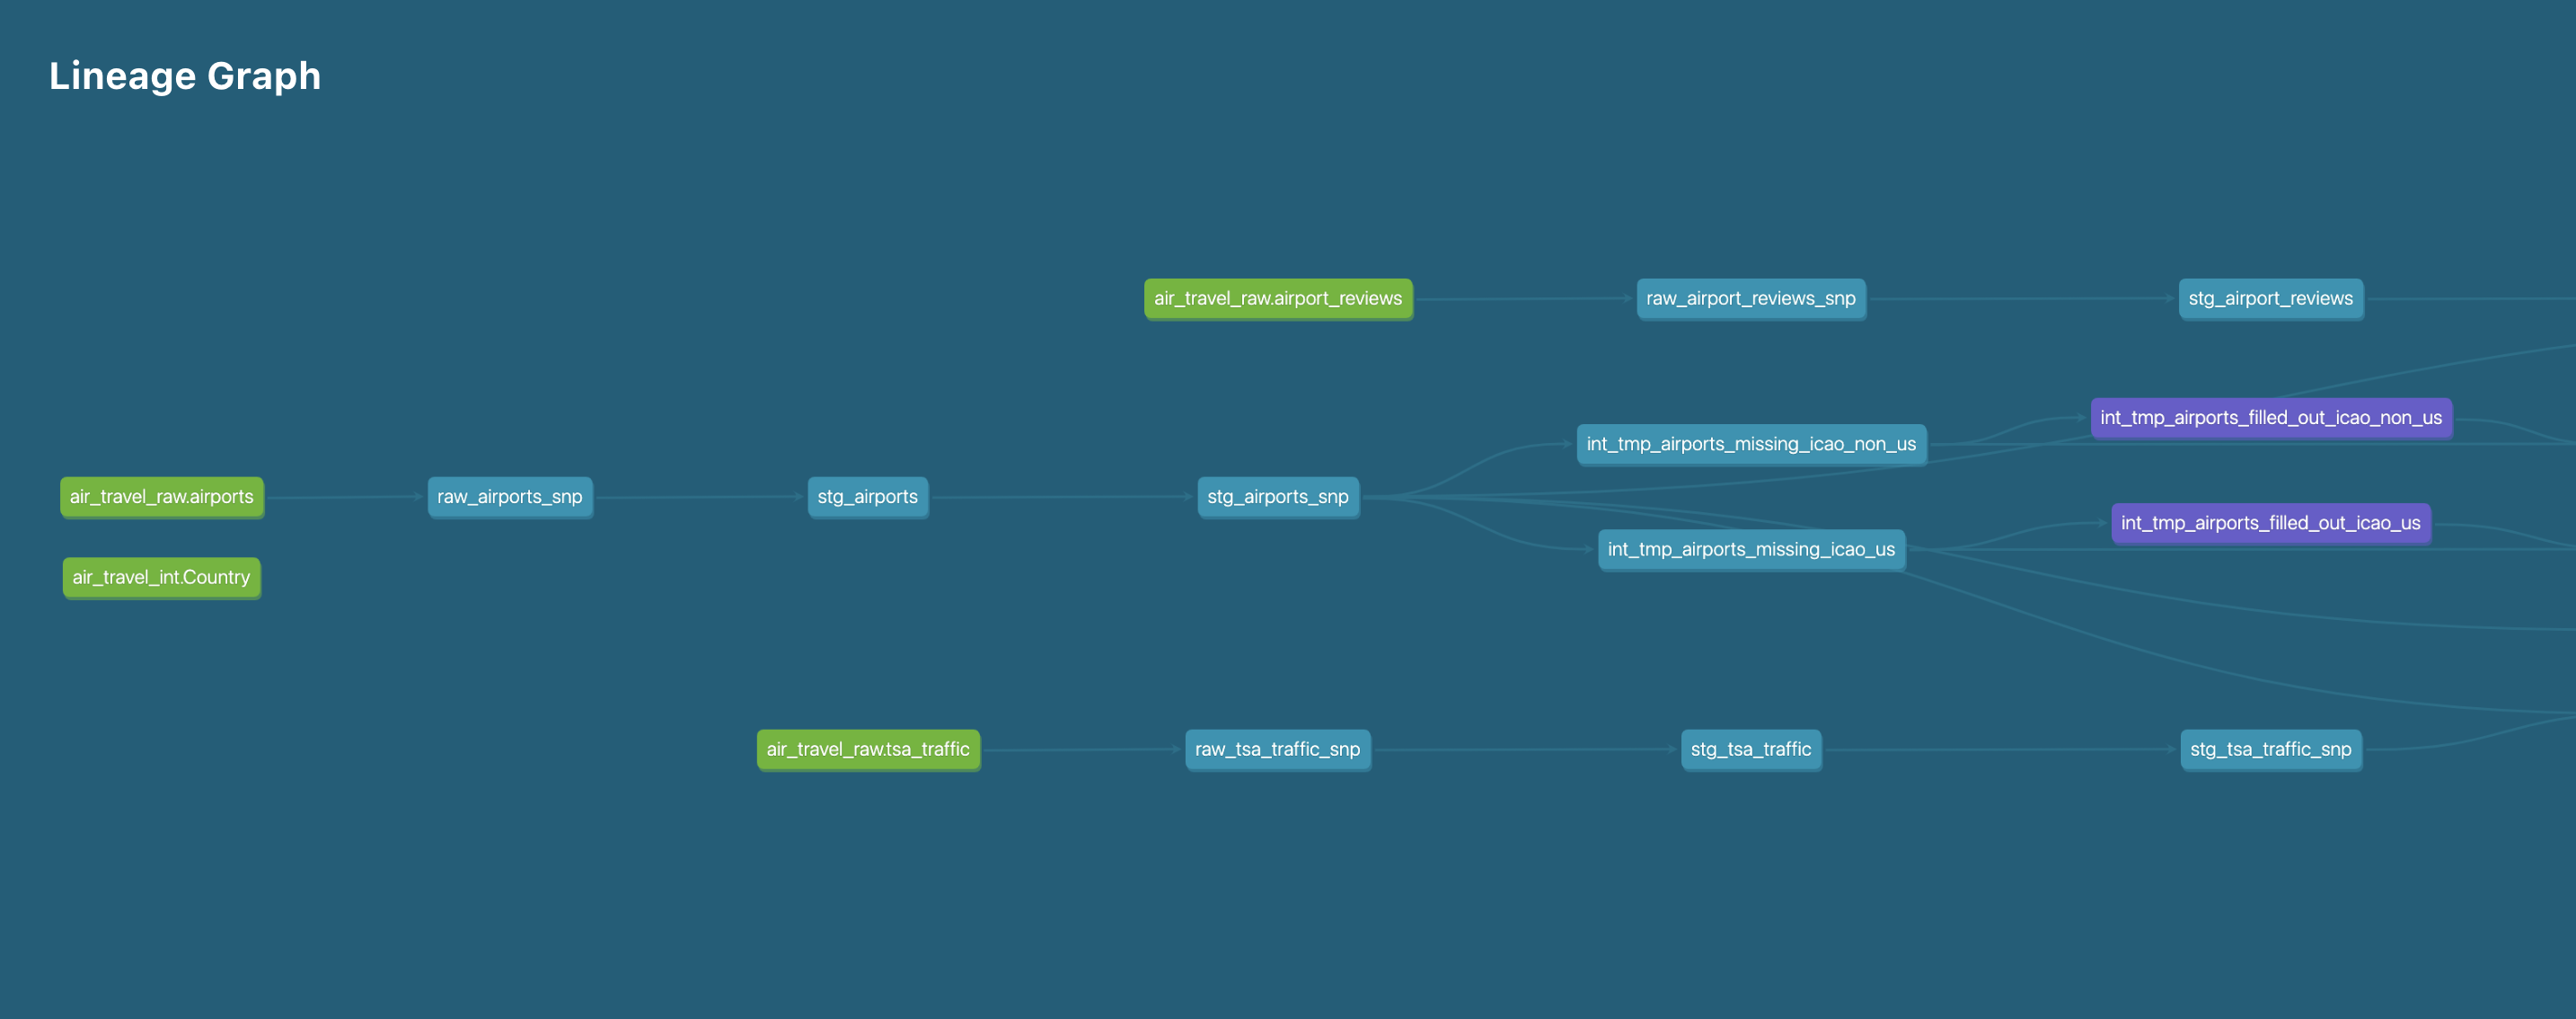 Lineage Graph
air_travel_raw.airport_reviews
raw_airport_reviews_snp
stg_airport_reviews
int_tmp_airports_filled_out_icao_non_us
int_tmp_airports_missing_icao_non_us
air_travel_raw.airports
raw_airports_snp
stg_airports
stg_airports_snp
int_tmp_airports_filled_out_icao_us
int_tmp_airports_missing_icao_us
air_travel_int.Country
air_travel_raw.tsa_traffic
raw_tsa_traffic_snp
stg_tsa_traffic
stg_tsa_traffic_snp